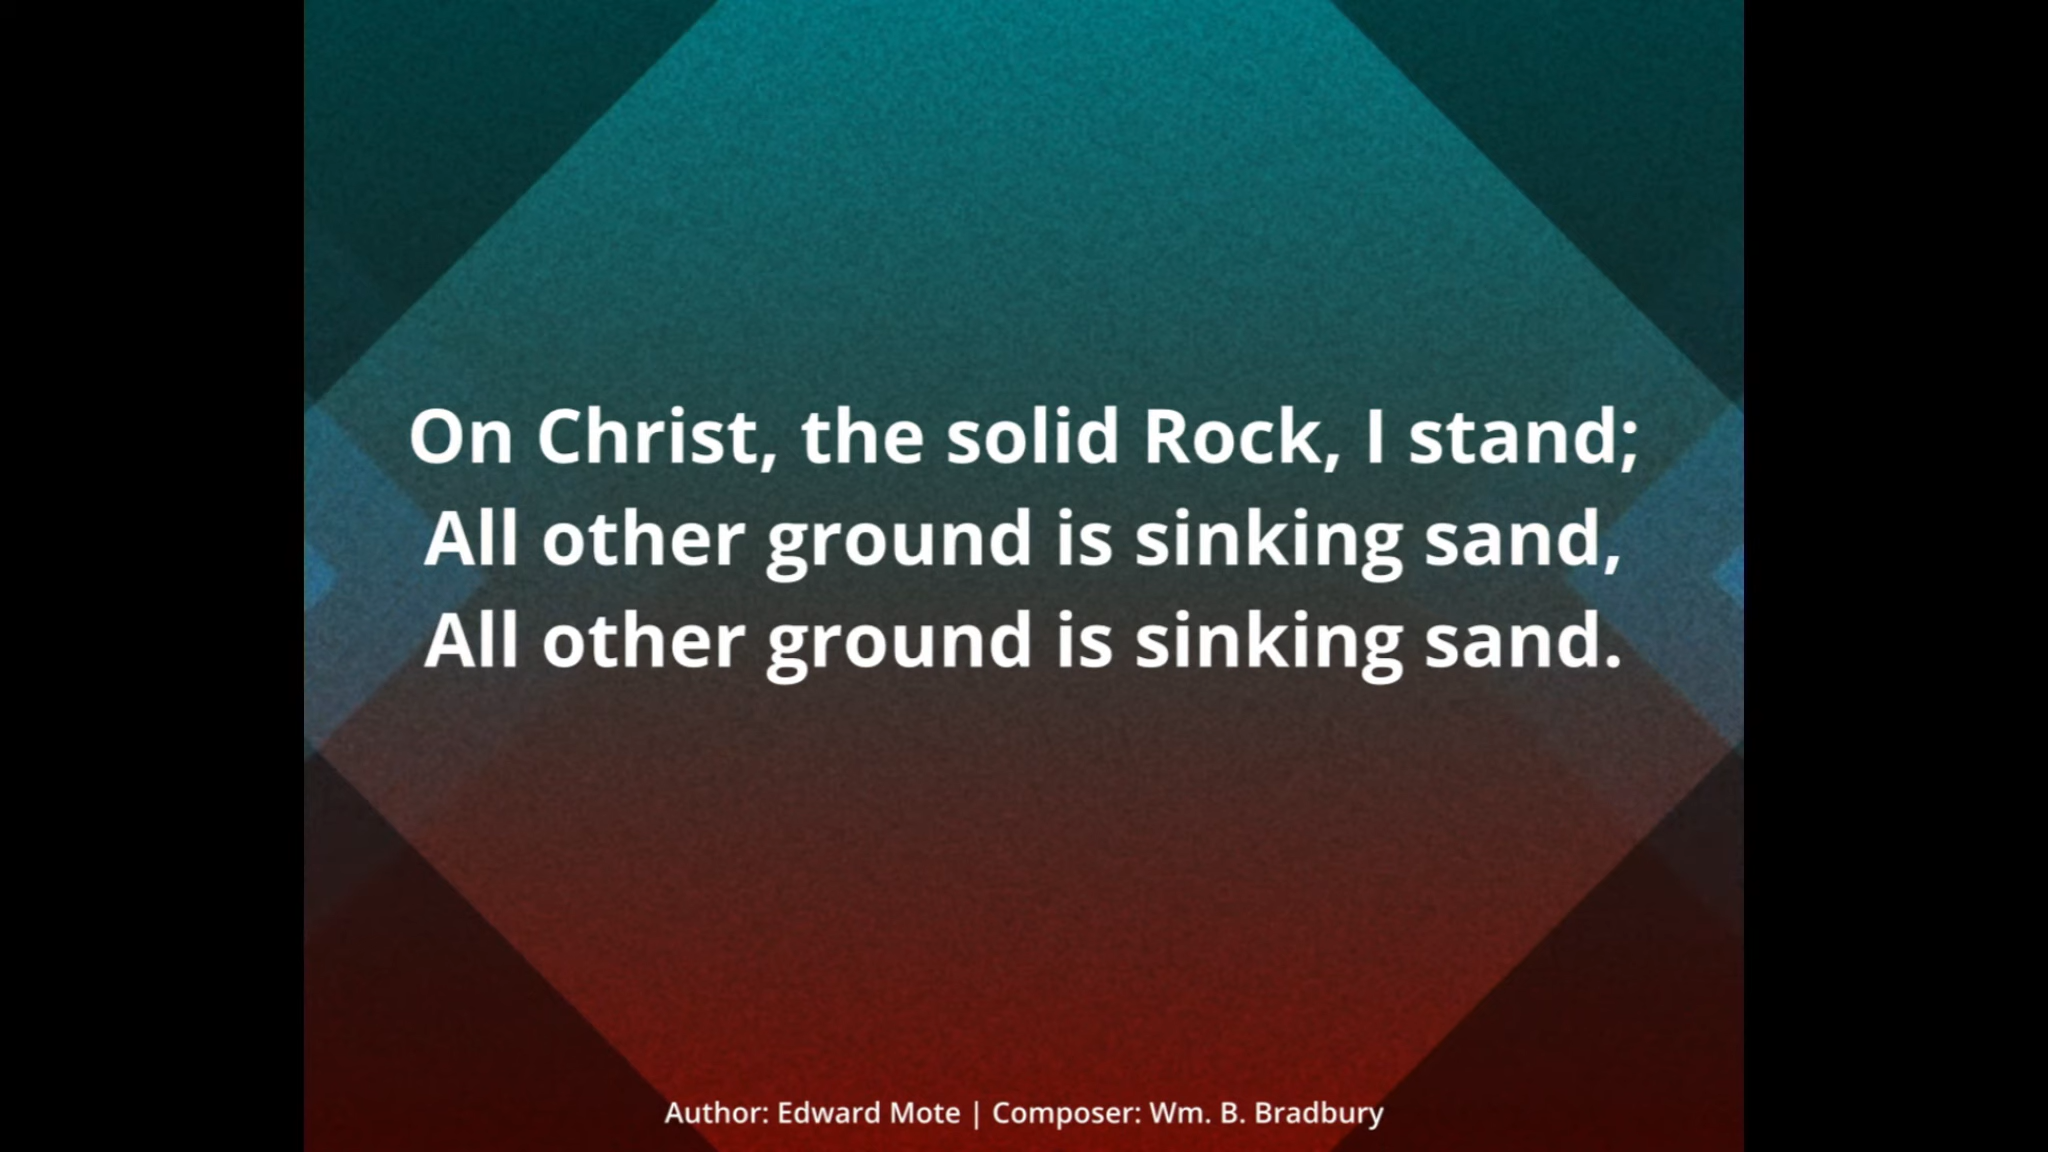 On Christ, the solid Rock, I stand;
All other ground is sinking sand,
All other ground is sinking sand.
Author: Edward Mote | Composer: Wm. B. Bradbury